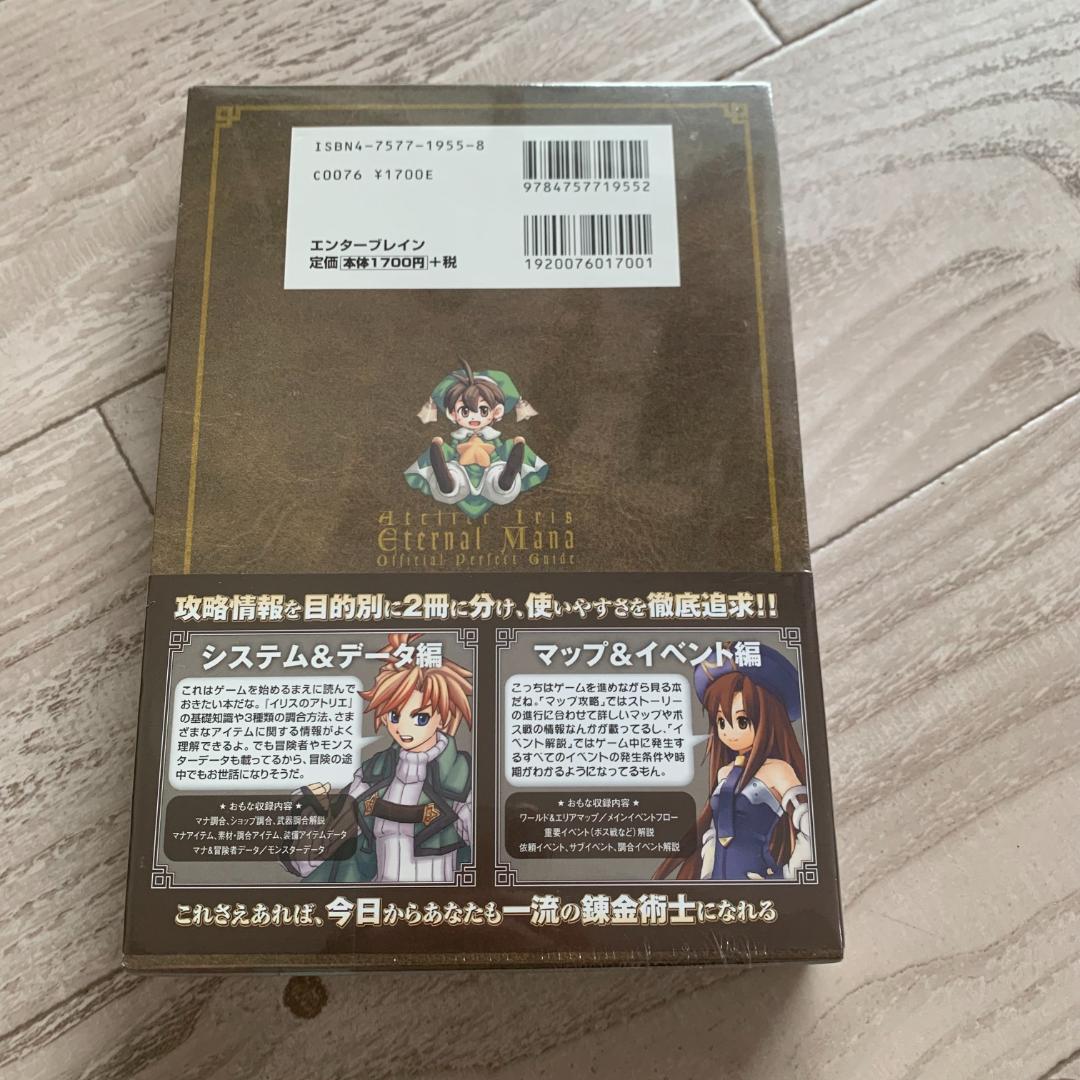 ISBN4-7577-1955-8
C0076 ¥1700E
9784757719552
エンターブレイン
定価 本体1700円+税
1920076017001
Atelier Iris
Eternal Mana
Official Perfect Guide
攻略情報を目的別に2冊に分け、使いやすさを徹底追求!!
システム&データ編
これはゲームを始めるまえに読んで
おきたい本だな。『イリスのアトリエ』
の基礎知識や3種類の調合方法、さま
ざまなアイテムに関する情報がよく
理解できるよ。でも冒険者やモンス
ターデータも載ってるから、冒険の途
中でもお世話になりそうだ。
★ おもな収録内容 ★
マナ調合、ショップ調合、武器調合解説
マナアイテム、素材・調合アイテム、装備アイテムデータ
マナ&冒険者データ/モンスターデータ
マップ&イベント編
こっちはゲームを進めながら見る本
だね。「マップ攻略」ではストーリー
の進行に合わせて詳しいマップやボ
ス戦の情報なんかが載ってるし、「イ
ベント解説」ではゲーム中に発生す
るすべてのイベントの発生条件や時
期がわかるようになってるもん。
★ おもな収録内容 ★
ワールド&エリアマップ/メインイベントフロー
重要イベント(ボス戦など)解説
依頼イベント、サブイベント、調合イベント解説
これさえあれば、今日からあなたも一流の錬金術士になれる